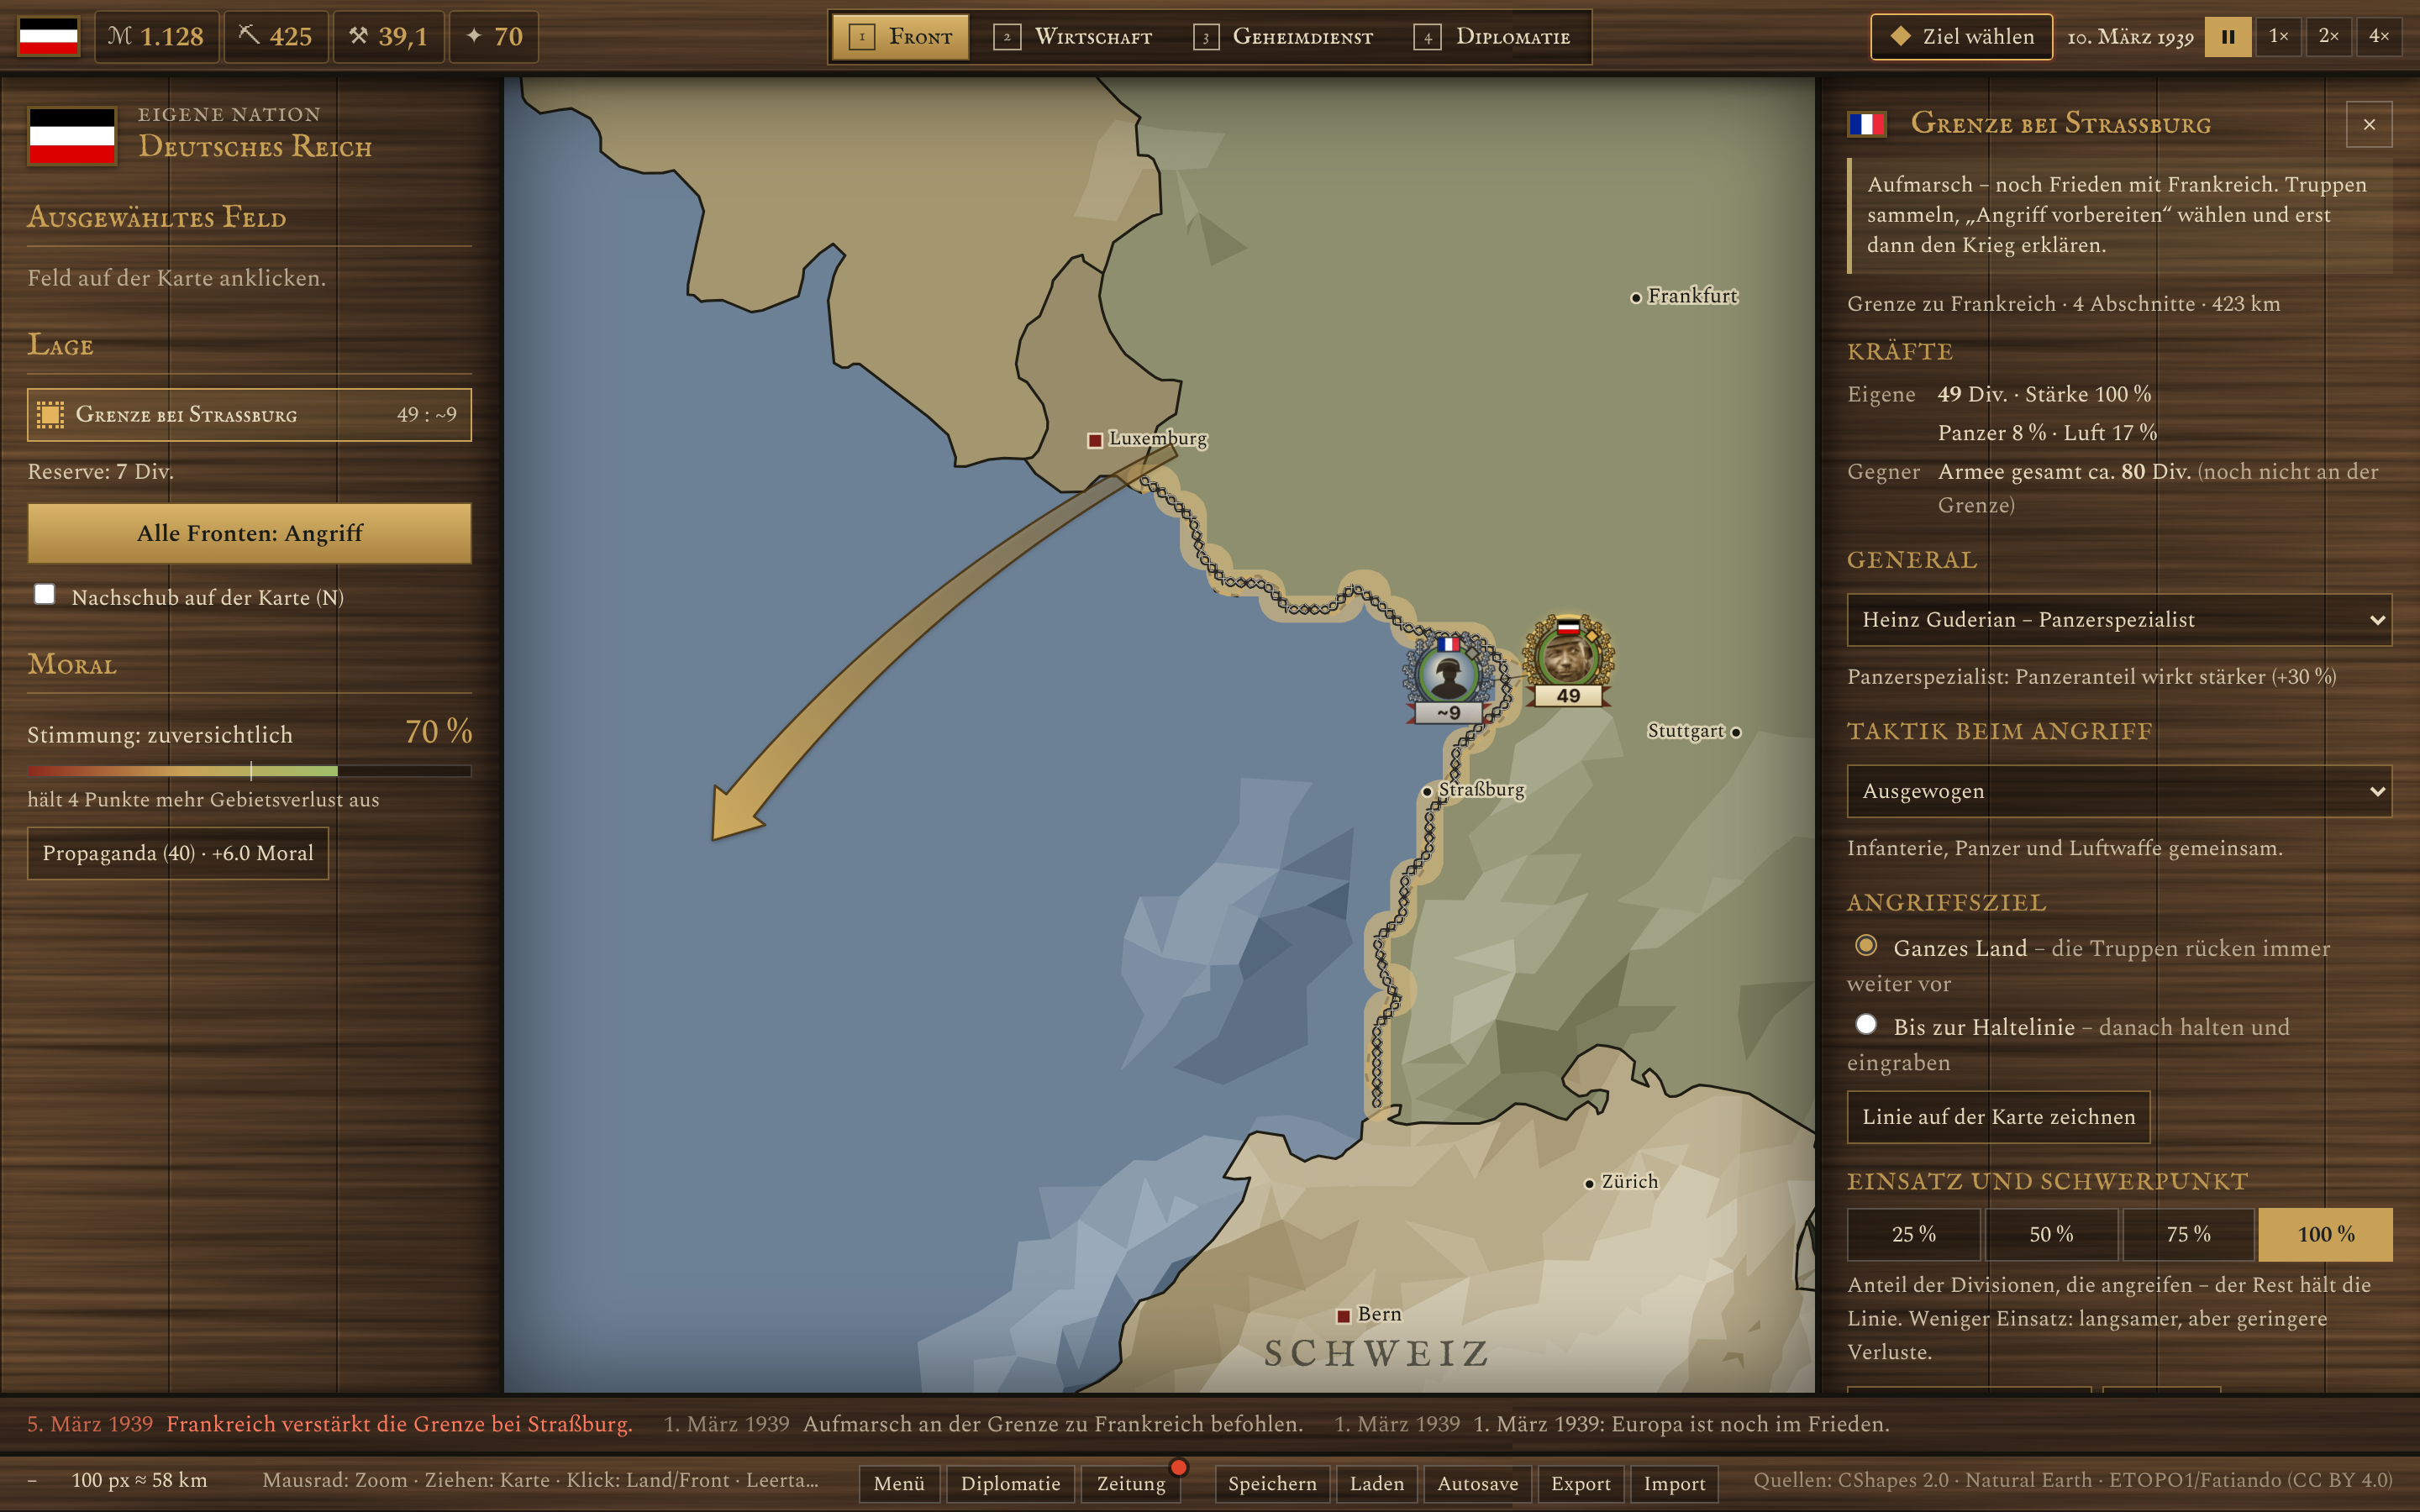 ℳ 1.128
425
39,1
70
1 Front
2 Wirtschaft
3 Geheimdienst
4 Diplomatie
Ziel wählen
10. März 1939
1×
2×
4×
Eigene Nation
Deutsches Reich
Ausgewähltes Feld
Feld auf der Karte anklicken.
Lage
Grenze bei Strassburg 49 : ~9
Reserve: 7 Div.
Alle Fronten: Angriff
Nachschub auf der Karte (N)
Moral
Stimmung: zuversichtlich 70 %
hält 4 Punkte mehr Gebietsverlust aus
Propaganda (40) · +6.0 Moral
Frankfurt
Luxemburg
~9
49
Stuttgart
Straßburg
Zürich
Bern
SCHWEIZ
Grenze bei Strassburg
×
Aufmarsch – noch Frieden mit Frankreich. Truppen
sammeln, „Angriff vorbereiten“ wählen und erst
dann den Krieg erklären.
Grenze zu Frankreich · 4 Abschnitte · 423 km
KRÄFTE
Eigene 49 Div. · Stärke 100 %
Panzer 8 % · Luft 17 %
Gegner Armee gesamt ca. 80 Div. (noch nicht an der
Grenze)
GENERAL
Heinz Guderian – Panzerspezialist
Panzerspezialist: Panzeranteil wirkt stärker (+30 %)
TAKTIK BEIM ANGRIFF
Ausgewogen
Infanterie, Panzer und Luftwaffe gemeinsam.
ANGRIFFSZIEL
Ganzes Land – die Truppen rücken immer
weiter vor
Bis zur Haltelinie – danach halten und
eingraben
Linie auf der Karte zeichnen
EINSATZ UND SCHWERPUNKT
25 %
50 %
75 %
100 %
Anteil der Divisionen, die angreifen – der Rest hält die
Linie. Weniger Einsatz: langsamer, aber geringere
Verluste.
5. März 1939 Frankreich verstärkt die Grenze bei Straßburg. 1. März 1939 Aufmarsch an der Grenze zu Frankreich befohlen. 1. März 1939 1. März 1939: Europa ist noch im Frieden.
– 100 px ≈ 58 km
Mausrad: Zoom · Ziehen: Karte · Klick: Land/Front · Leerta…
Menü
Diplomatie
Zeitung
Speichern
Laden
Autosave
Export
Import
Quellen: CShapes 2.0 · Natural Earth · ETOPO1/Fatiando (CC BY 4.0)